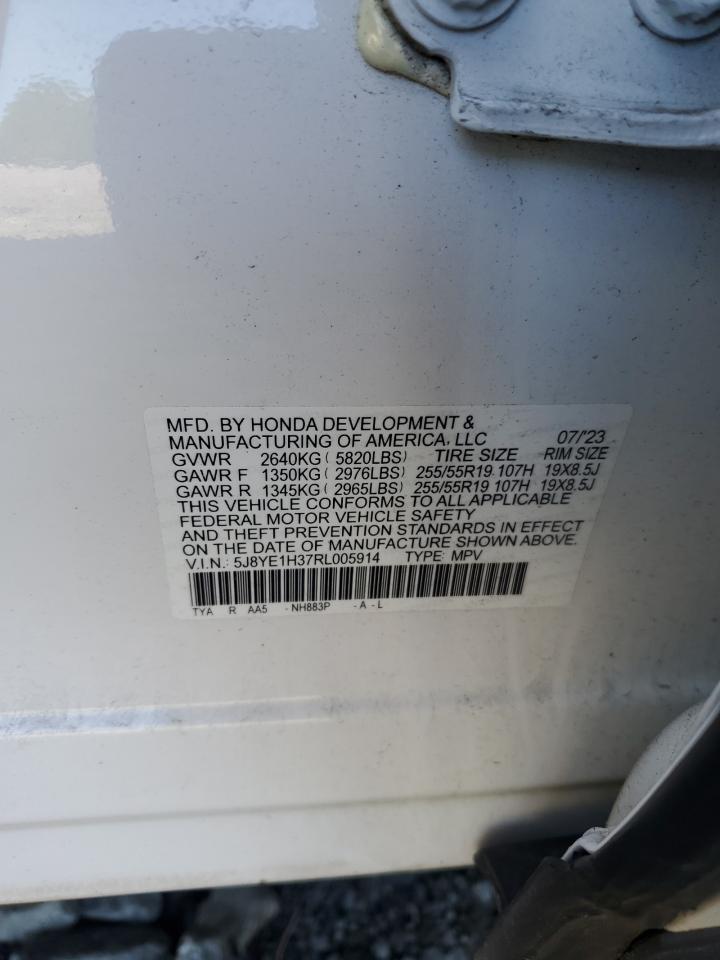 MFD. BY HONDA DEVELOPMENT &
MANUFACTURING OF AMERICA, LLC 07/'23
GVWR 2640KG ( 5820LBS) TIRE SIZE RIM SIZE
GAWR F 1350KG ( 2976LBS) 255/55R19 107H 19X8.5J
GAWR R 1345KG ( 2965LBS) 255/55R19 107H 19X8.5J
THIS VEHICLE CONFORMS TO ALL APPLICABLE
FEDERAL MOTOR VEHICLE SAFETY
AND THEFT PREVENTION STANDARDS IN EFFECT
ON THE DATE OF MANUFACTURE SHOWN ABOVE.
V.I.N.: 5J8YE1H37RL005914 TYPE: MPV
TYA R AA5 -NH883P -A-L